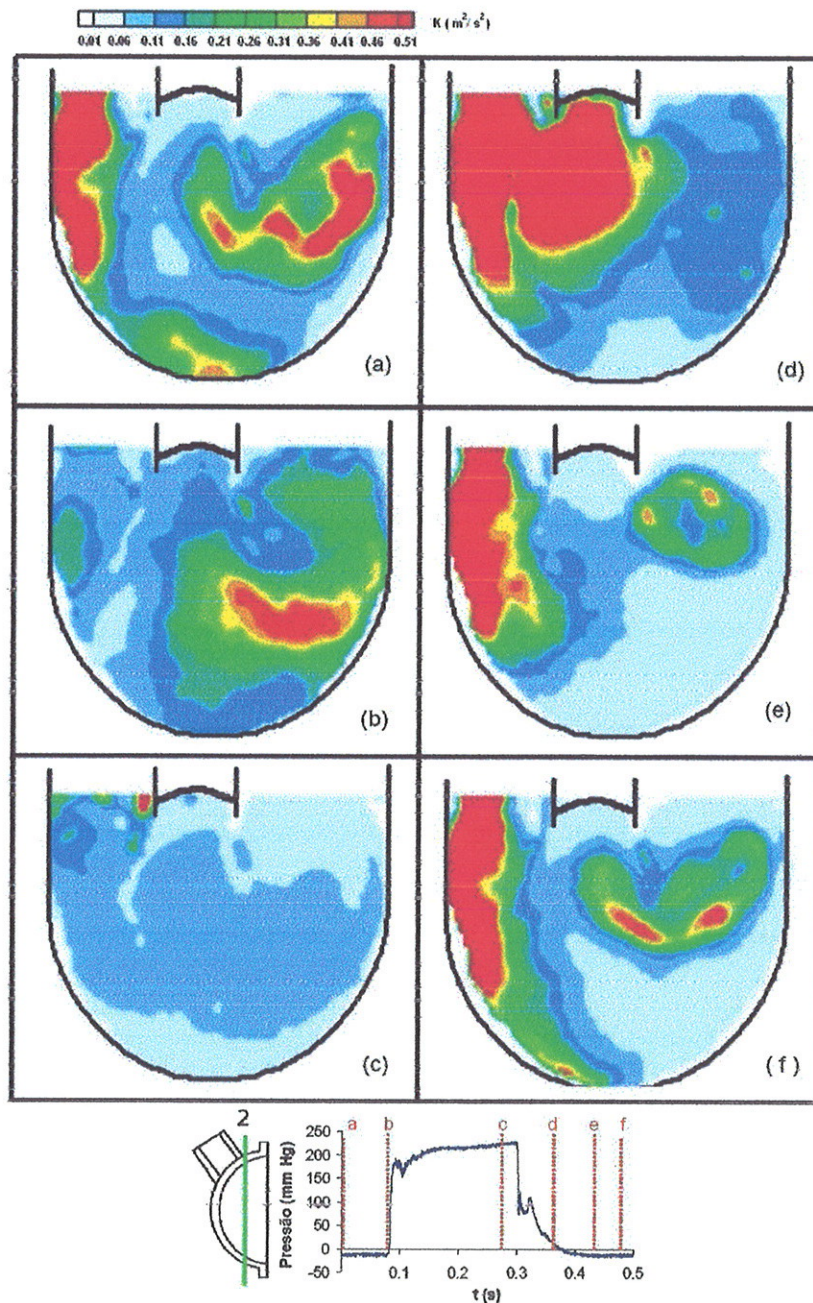 K (m²/s²)
0.01 0.06 0.11 0.16 0.21 0.26 0.31 0.36 0.41 0.46 0.51
(a)
(d)
(b)
(e)
(c)
( f )
2
a b c d e f
Pressão (mm Hg)
250
200
150
100
50
0
-50
0.1 0.2 0.3 0.4 0.5
t (s)